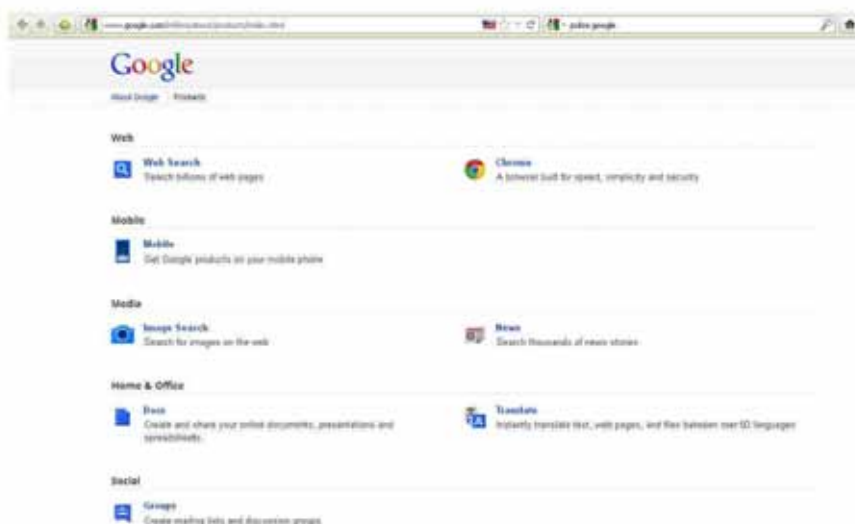 Google
About Google Products
Web
Web Search
Search billions of web pages
Chrome
A browser built for speed, simplicity and security
Mobile
Mobile
Get Google products on your mobile phone
Media
Image Search
Search for images on the web
News
Search thousands of news stories
Home & Office
Docs
Create and share your online documents, presentations and
spreadsheets.
Translate
Instantly translate text, web pages, and files between over 50 languages
Social
Groups
Create mailing lists and discussion groups